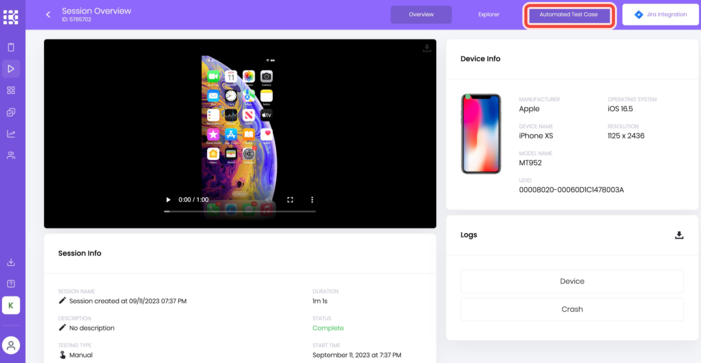 Session Overview
ID: 5785702
Overview
Explorer
Automated Test Case
Jira Integration
0:00 / 1:00
Device Info
MANUFACTURER
Apple
OPERATING SYSTEM
iOS 16.5
DEVICE NAME
iPhone XS
RESOLUTION
1125 x 2436
MODEL NAME
MT952
UDID
00008020-00060D1C1478003A
Logs
Device
Crash
Session Info
SESSION NAME
Session created at 09/11/2023 07:37 PM
DURATION
1m 1s
DESCRIPTION
No description
STATUS
Complete
TESTING TYPE
Manual
START TIME
September 11, 2023 at 7:37 PM
K